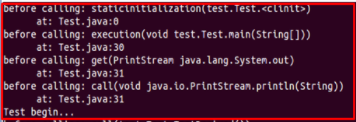 before calling: staticinitialization(test.Test.<clinit>)
at: Test.java:0
before calling: execution(void test.Test.main(String[]))
at: Test.java:30
before calling: get(PrintStream java.lang.System.out)
at: Test.java:31
before calling: call(void java.io.PrintStream.println(String))
at: Test.java:31
Test begin...